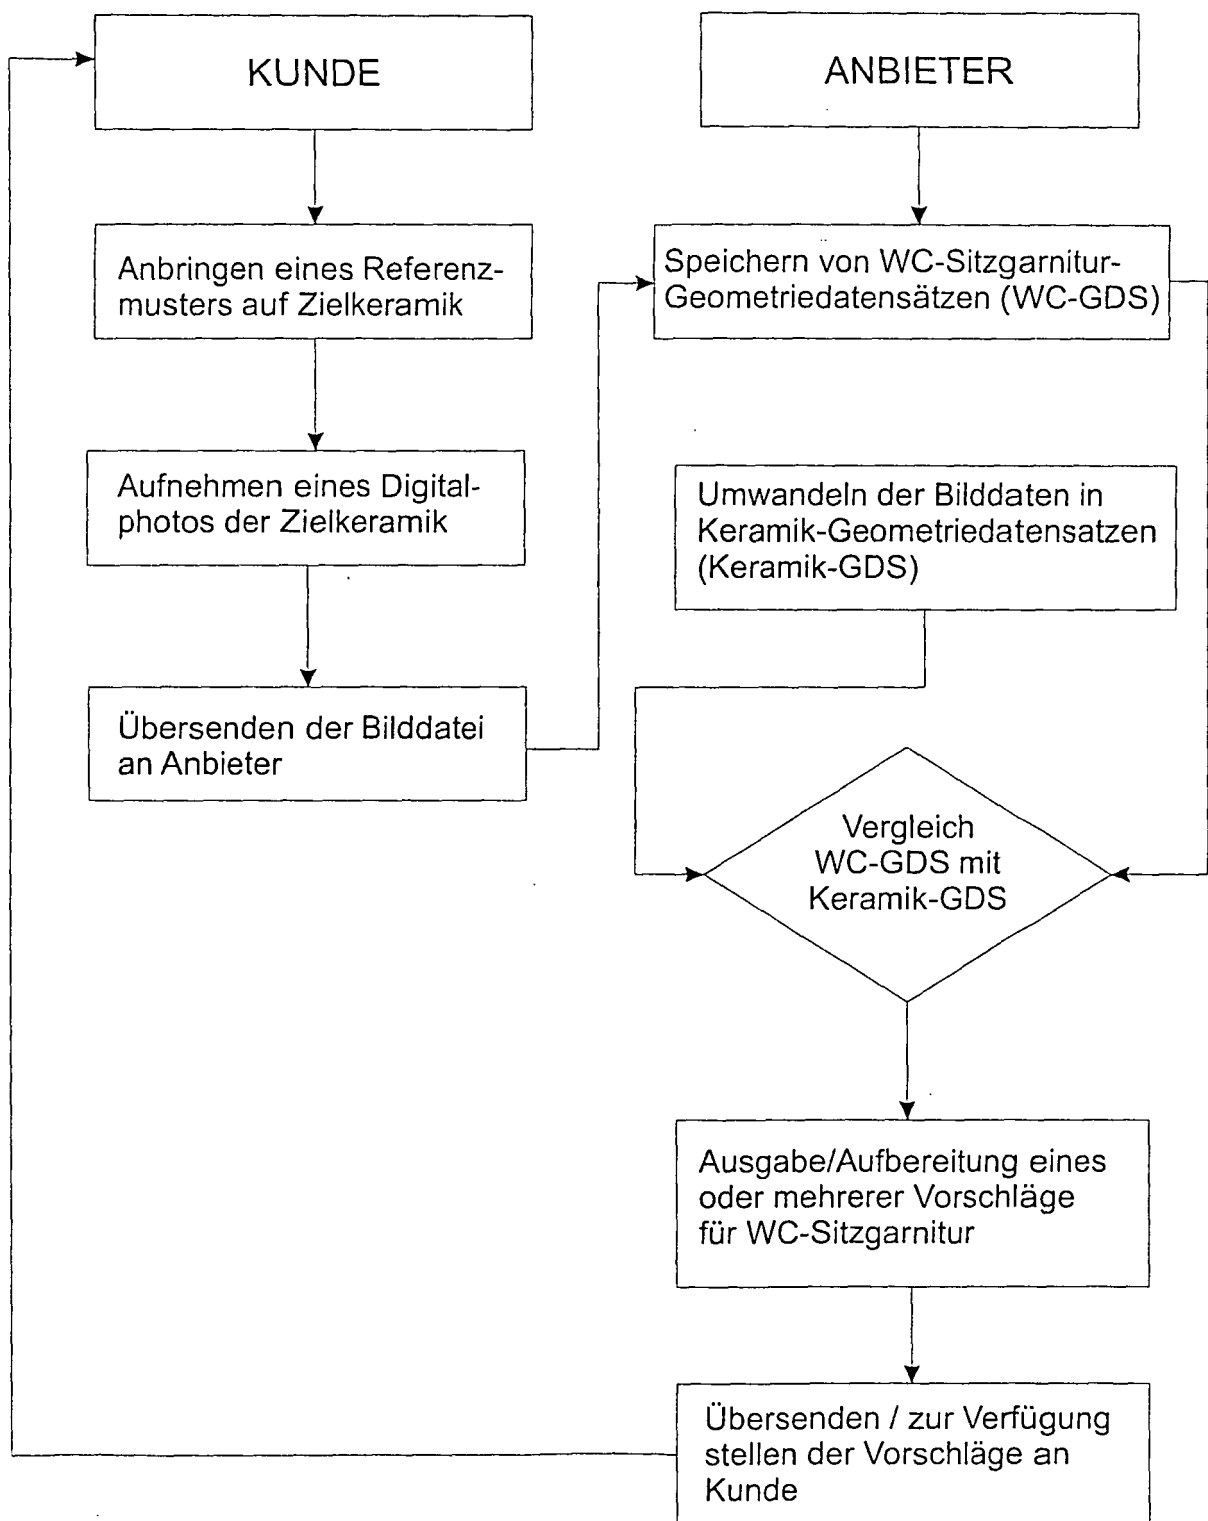 KUNDE
Anbringen eines Referenz-
musters auf Zielkeramik
Aufnehmen eines Digital-
photos der Zielkeramik
Übersenden der Bilddatei
an Anbieter
ANBIETER
Speichern von WC-Sitzgarnitur-
Geometriedatensätzen (WC-GDS)
Umwandeln der Bilddaten in
Keramik-Geometriedatensatzen
(Keramik-GDS)
Vergleich
WC-GDS mit
Keramik-GDS
Ausgabe/Aufbereitung eines
oder mehrerer Vorschläge
für WC-Sitzgarnitur
Übersenden / zur Verfügung
stellen der Vorschläge an
Kunde